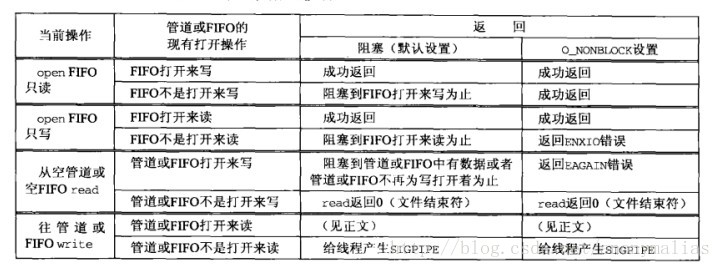 当前操作 管道或FIFO的现有打开操作 返 回
阻塞（默认设置） O_NONBLOCK设置
open FIFO只读 FIFO打开来写 成功返回 成功返回
FIFO不是打开来写 阻塞到FIFO打开来写为止 成功返回
open FIFO只写 FIFO打开来读 成功返回 成功返回
FIFO不是打开来读 阻塞到FIFO打开来读为止 返回ENXIO错误
从空管道或空FIFO read 管道或FIFO打开来写 阻塞到管道或FIFO中有数据或者管道或FIFO不再为写打开着为止 返回EAGAIN错误
管道或FIFO不是打开来写 read返回0（文件结束符） read返回0（文件结束符）
往管道或FIFO write 管道或FIFO打开来读 （见正文） （见正文）
管道或FIFO不是打开来读 给线程产生SIGPIPE 给线程产生SIGPIPE